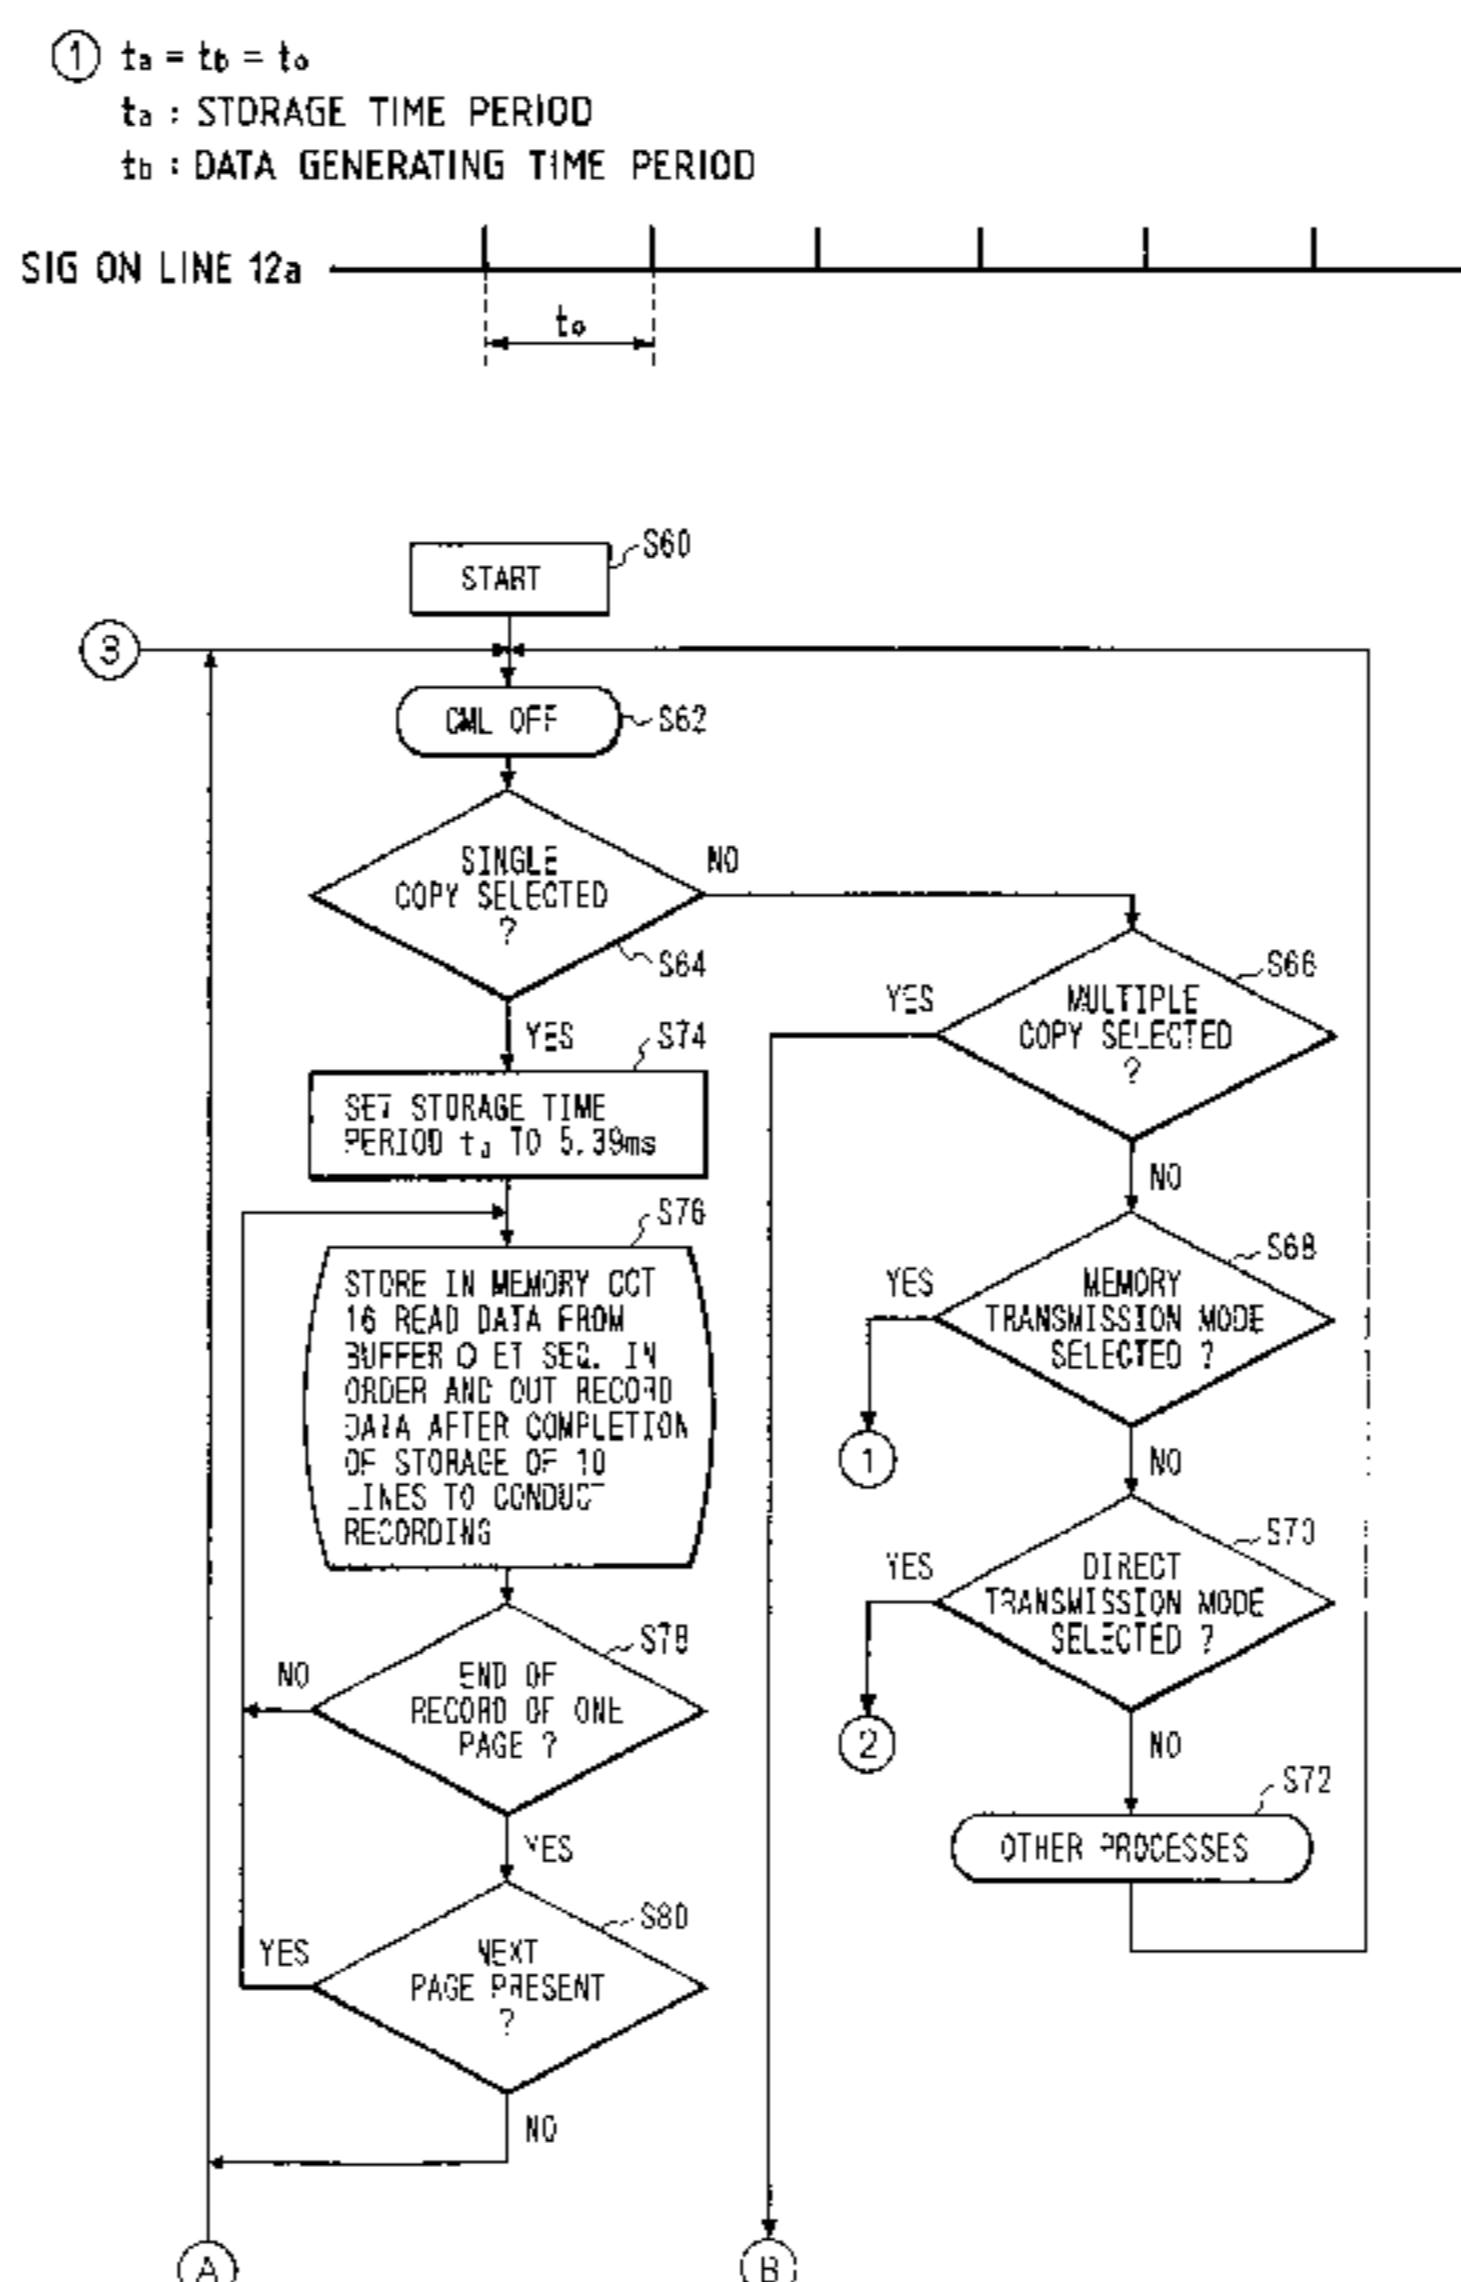 ① ta = tb = to
ta : STORAGE TIME PERIOD
tb : DATA GENERATING TIME PERIOD
SIG ON LINE 12a
to
START
S60
3
CML OFF
S62
SINGLE
COPY SELECTED
?
S64
NO
YES
MULTIPLE
COPY SELECTED
?
S66
YES
NO
S74
SET STORAGE TIME
PERIOD ta TO 5.39ms
MEMORY
TRANSMISSION MODE
SELECTED ?
S68
YES
1
NO
S76
STORE IN MEMORY CCT
16 READ DATA FROM
BUFFER 0 ET SEQ. IN
ORDER AND OUT RECORD
DATA AFTER COMPLETION
OF STORAGE OF 10
LINES TO CONDUCT
RECORDING
DIRECT
TRANSMISSION MODE
SELECTED ?
S70
YES
2
NO
END OF
RECORD OF ONE
PAGE ?
S78
NO
YES
S72
OTHER PROCESSES
NEXT
PAGE PRESENT
?
S80
YES
NO
A
B